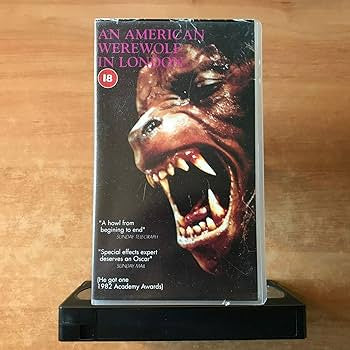 AN AMERICAN
WEREWOLF
IN LONDON
18
"A howl from
begining to end"
SUNDAY TELEGRAPH
"Special effects expert
deserves an Oscar"
SUNDAY MAIL
(He got one
1982 Academy Awards)